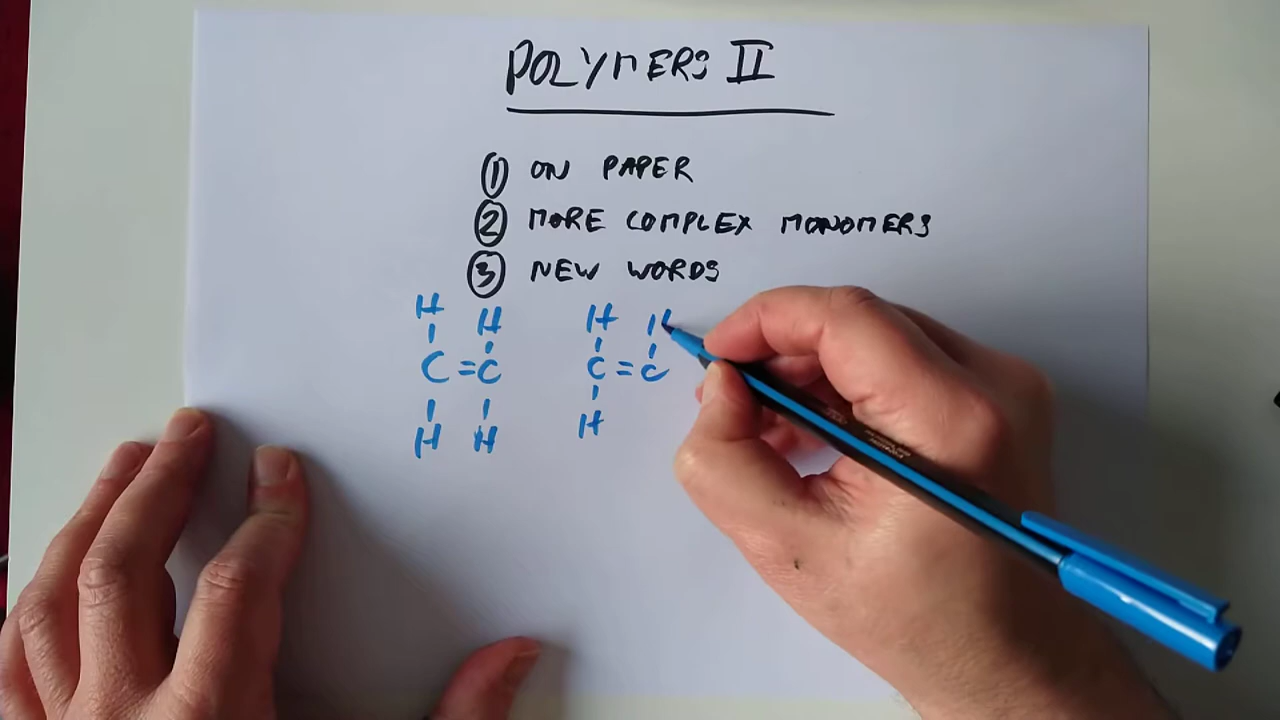 POLYMERS II
① ON PAPER
② MORE COMPLEX MONOMERS
③ NEW WORDS
H H H H
C=C C=C
H H H